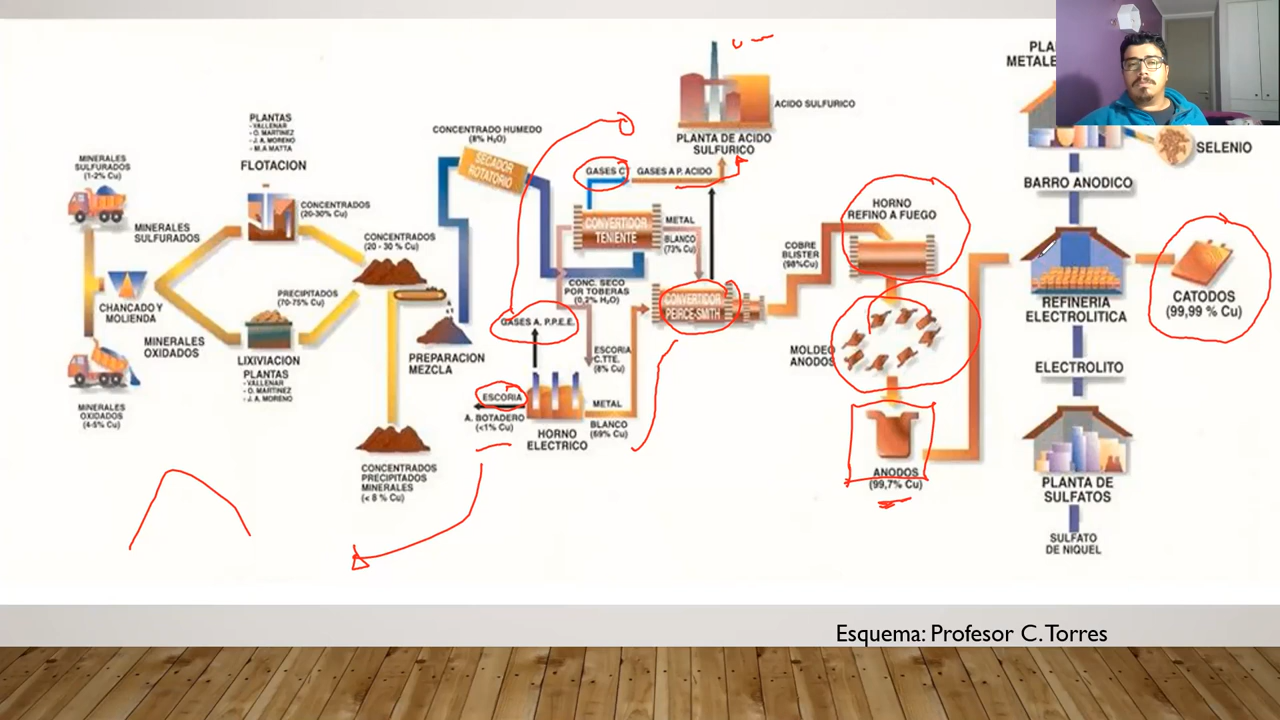 PLANTAS
- VALLENAR
- O. MARTINEZ
- J. A. MORENO
- M.A MATTA
FLOTACION
MINERALES
SULFURADOS
(1-2% Cu)
MINERALES
SULFURADOS
CONCENTRADOS
(20-30% Cu)
CHANCADO Y
MOLIENDA
PRECIPITADOS
(70-75% Cu)
MINERALES
OXIDADOS
LIXIVIACION
PLANTAS
- VALLENAR
- O. MARTINEZ
- J. A. MORENO
MINERALES
OXIDADOS
(4-5% Cu)
CONCENTRADOS
(20 - 30 % Cu)
PREPARACION
MEZCLA
CONCENTRADOS
PRECIPITADOS
MINERALES
(< 8 % Cu)
CONCENTRADO HUMEDO
(8% H₂O)
SECADOR
ROTATORIO
GASES C
GASES A P. ACIDO
ACIDO SULFURICO
PLANTA DE ACIDO
SULFURICO
CONVERTIDOR
TENIENTE
METAL
BLANCO
(73% Cu)
CONC. SECO
POR TOBERAS
(0,2% H₂O)
CONVERTIDOR
PEIRCE-SMITH
GASES A. P.P.E.E.
ESCORIA
C.TTE.
(8% Cu)
ESCORIA
A. BOTADERO
(<1% Cu)
HORNO
ELECTRICO
METAL
BLANCO
(69% Cu)
COBRE
BLISTER
(98%Cu)
HORNO
REFINO A FUEGO
MOLDEO
ANODOS
ANODOS
(99,7% Cu)
SELENIO
BARRO ANODICO
REFINERIA
ELECTROLITICA
CATODOS
(99,99 % Cu)
ELECTROLITO
PLANTA DE
SULFATOS
SULFATO
DE NIQUEL
Esquema: Profesor C. Torres